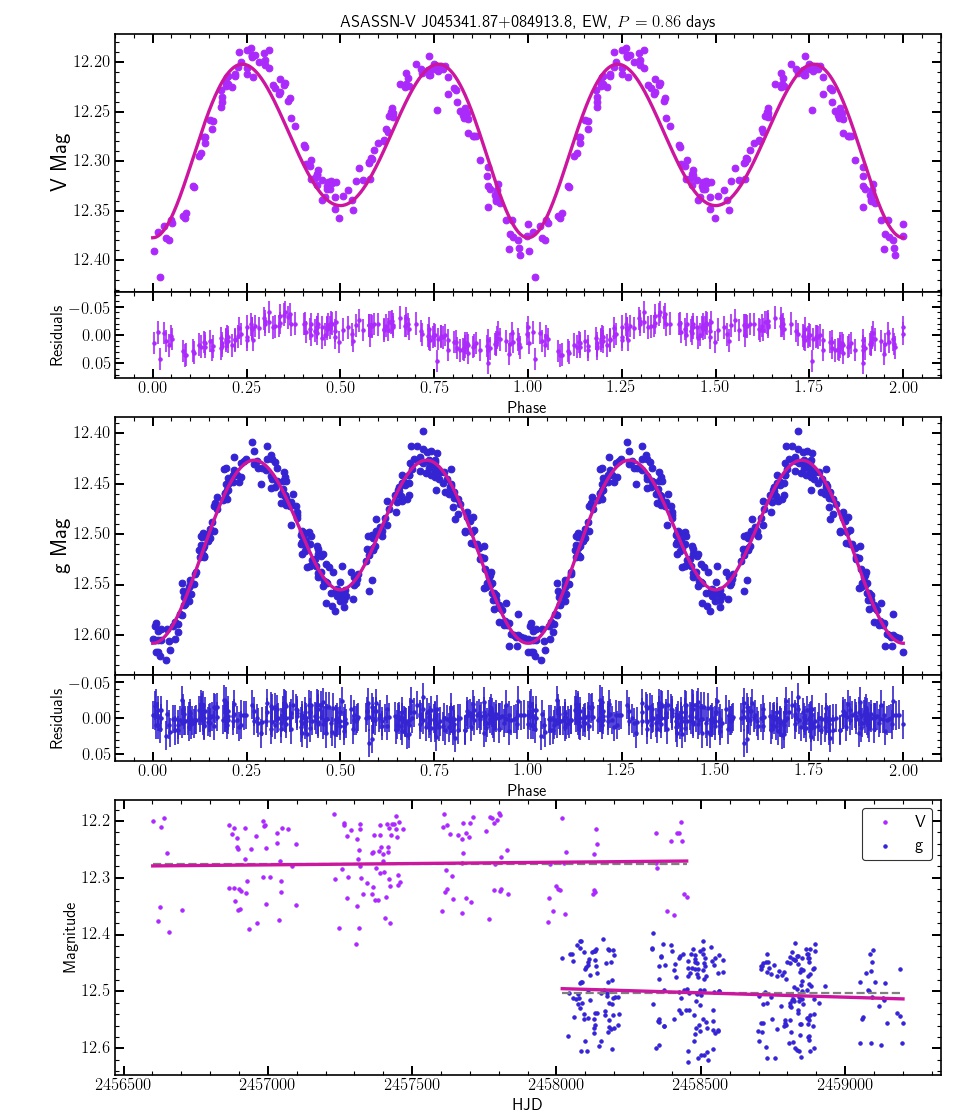 ASASSN-V J045341.87+084913.8, EW, P = 0.86 days
V Mag
12.20
12.25
12.30
12.35
12.40
Residuals
−0.05
0.00
0.05
0.00 0.25 0.50 0.75 1.00 1.25 1.50 1.75 2.00
Phase
g Mag
12.40
12.45
12.50
12.55
12.60
Residuals
−0.05
0.00
0.05
0.00 0.25 0.50 0.75 1.00 1.25 1.50 1.75 2.00
Phase
Magnitude
12.2
12.3
12.4
12.5
12.6
V
g
2456500 2457000 2457500 2458000 2458500 2459000
HJD